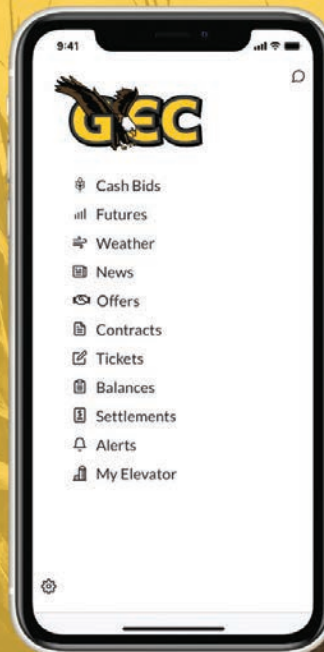 9:41
GEC
Cash Bids
Futures
Weather
News
Offers
Contracts
Tickets
Balances
Settlements
Alerts
My Elevator